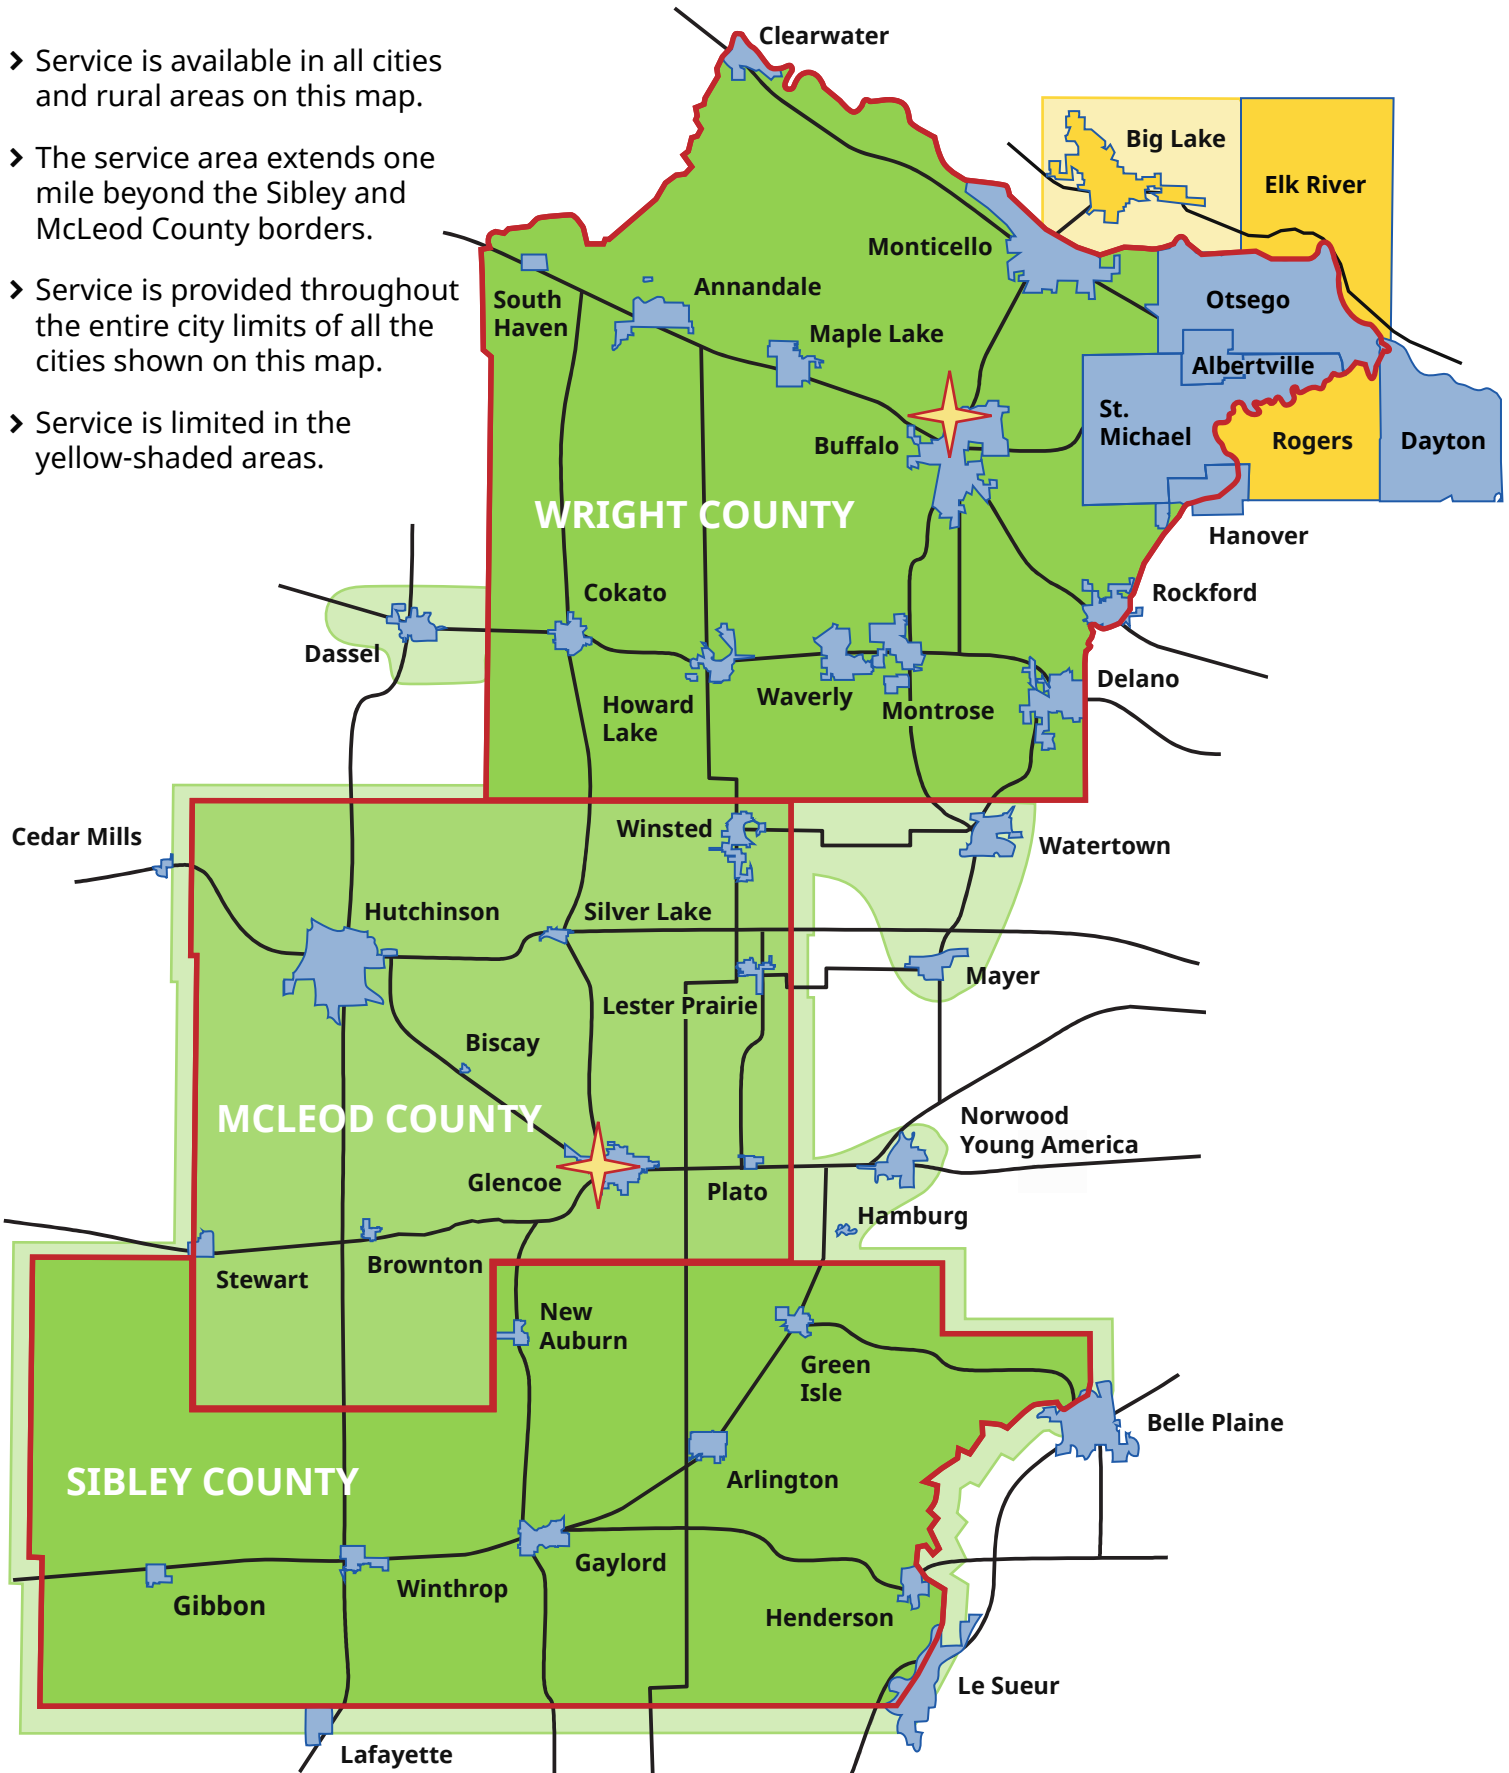 Service is available in all cities
and rural areas on this map.
The service area extends one
mile beyond the Sibley and
McLeod County borders.
Service is provided throughout
the entire city limits of all the
cities shown on this map.
Service is limited in the
yellow-shaded areas.
Clearwater
Big Lake
Elk River
Monticello
South
Haven
Annandale
Otsego
Maple Lake
Albertville
St.
Michael
Rogers
Dayton
Buffalo
WRIGHT COUNTY
Hanover
Cokato
Rockford
Dassel
Delano
Howard
Lake
Waverly
Montrose
Cedar Mills
Winsted
Watertown
Hutchinson
Silver Lake
Mayer
Lester Prairie
Biscay
MCLEOD COUNTY
Norwood
Young America
Glencoe
Plato
Hamburg
Stewart
Brownton
New
Auburn
Green
Isle
Belle Plaine
SIBLEY COUNTY
Arlington
Gaylord
Gibbon
Winthrop
Henderson
Le Sueur
Lafayette